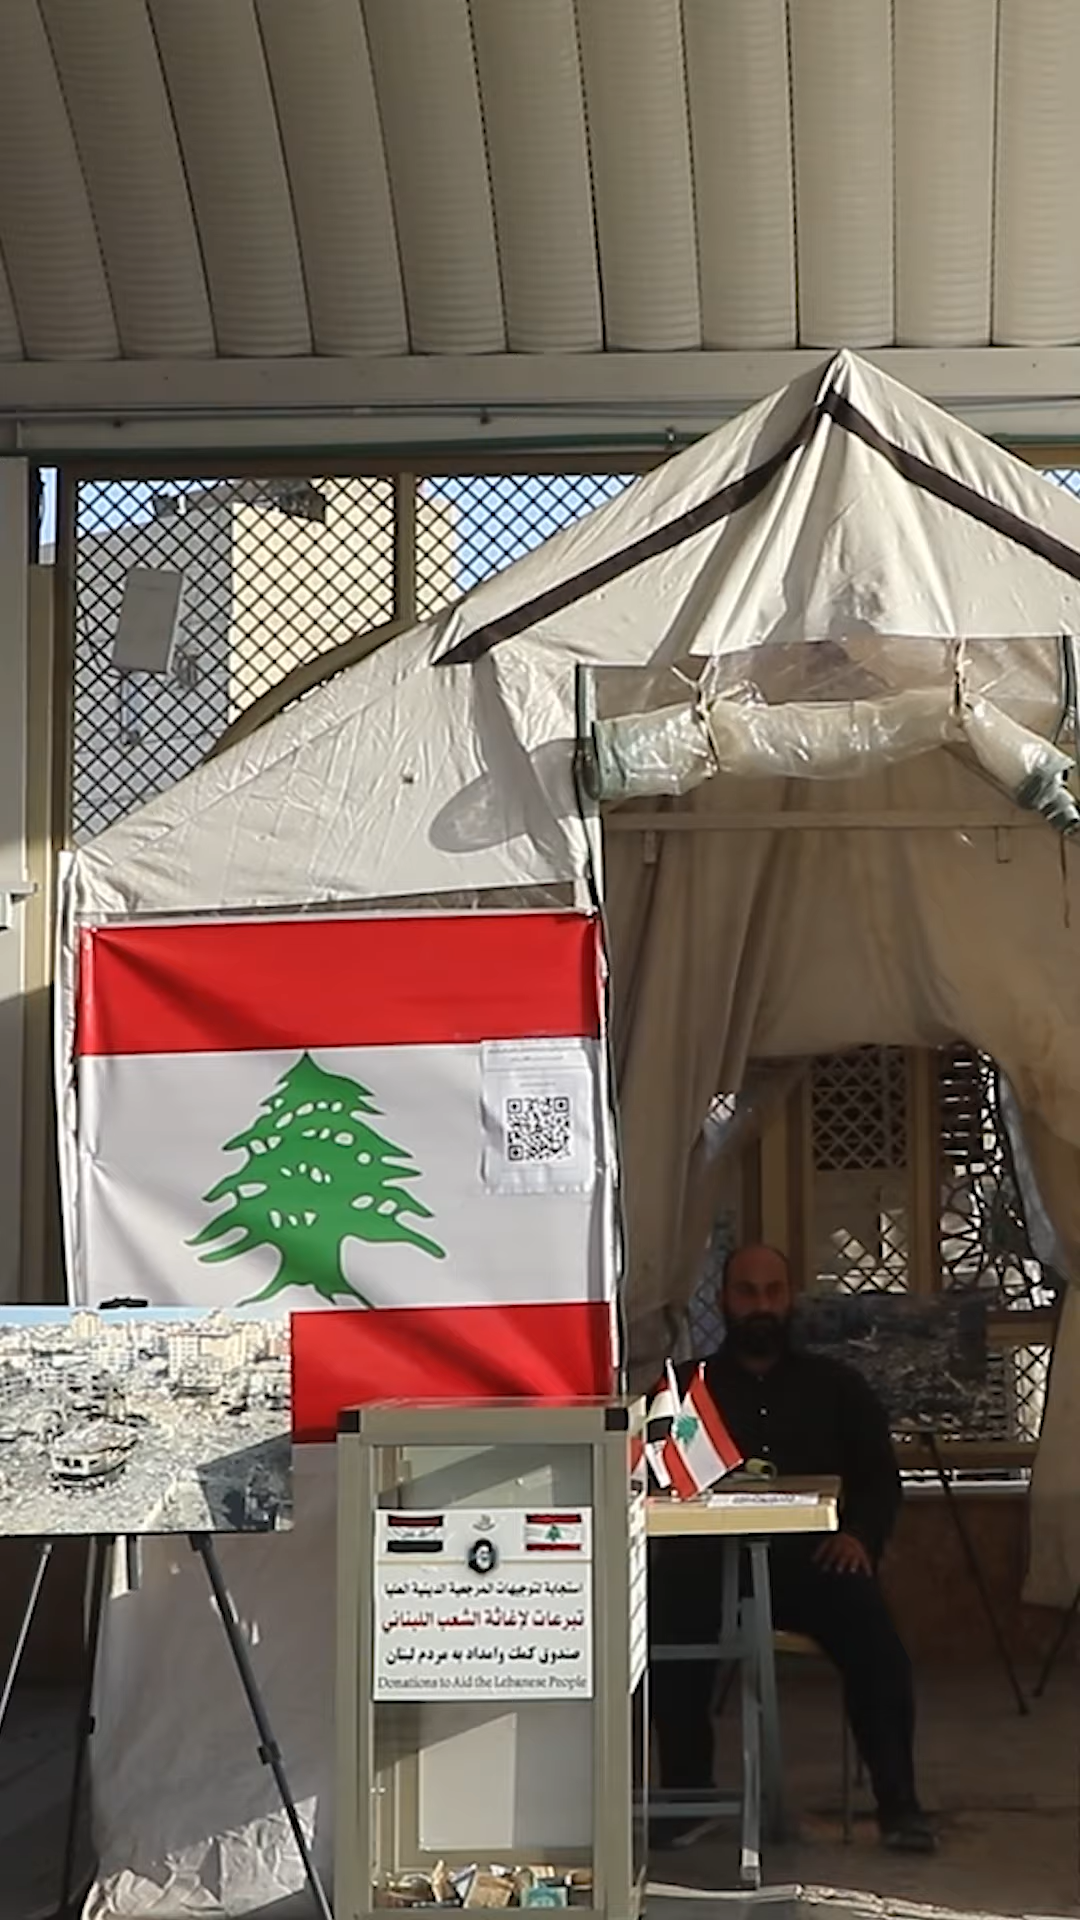 استجابة لتوجيهات المرجعية الدينية العليا
تبرعات لإغاثة الشعب اللبناني
صندوق كمك وامداد به مردم لبنان
Donations to Aid the Lebanese People